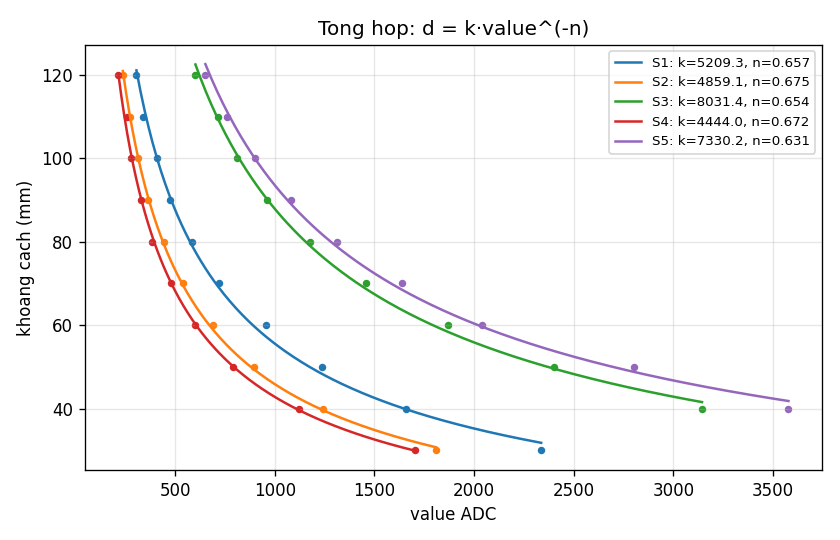 Tong hop: d = k·value^(-n)
S1: k=5209.3, n=0.657
S2: k=4859.1, n=0.675
S3: k=8031.4, n=0.654
S4: k=4444.0, n=0.672
S5: k=7330.2, n=0.631
khoang cach (mm)
120
100
80
60
40
500 1000 1500 2000 2500 3000 3500
value ADC